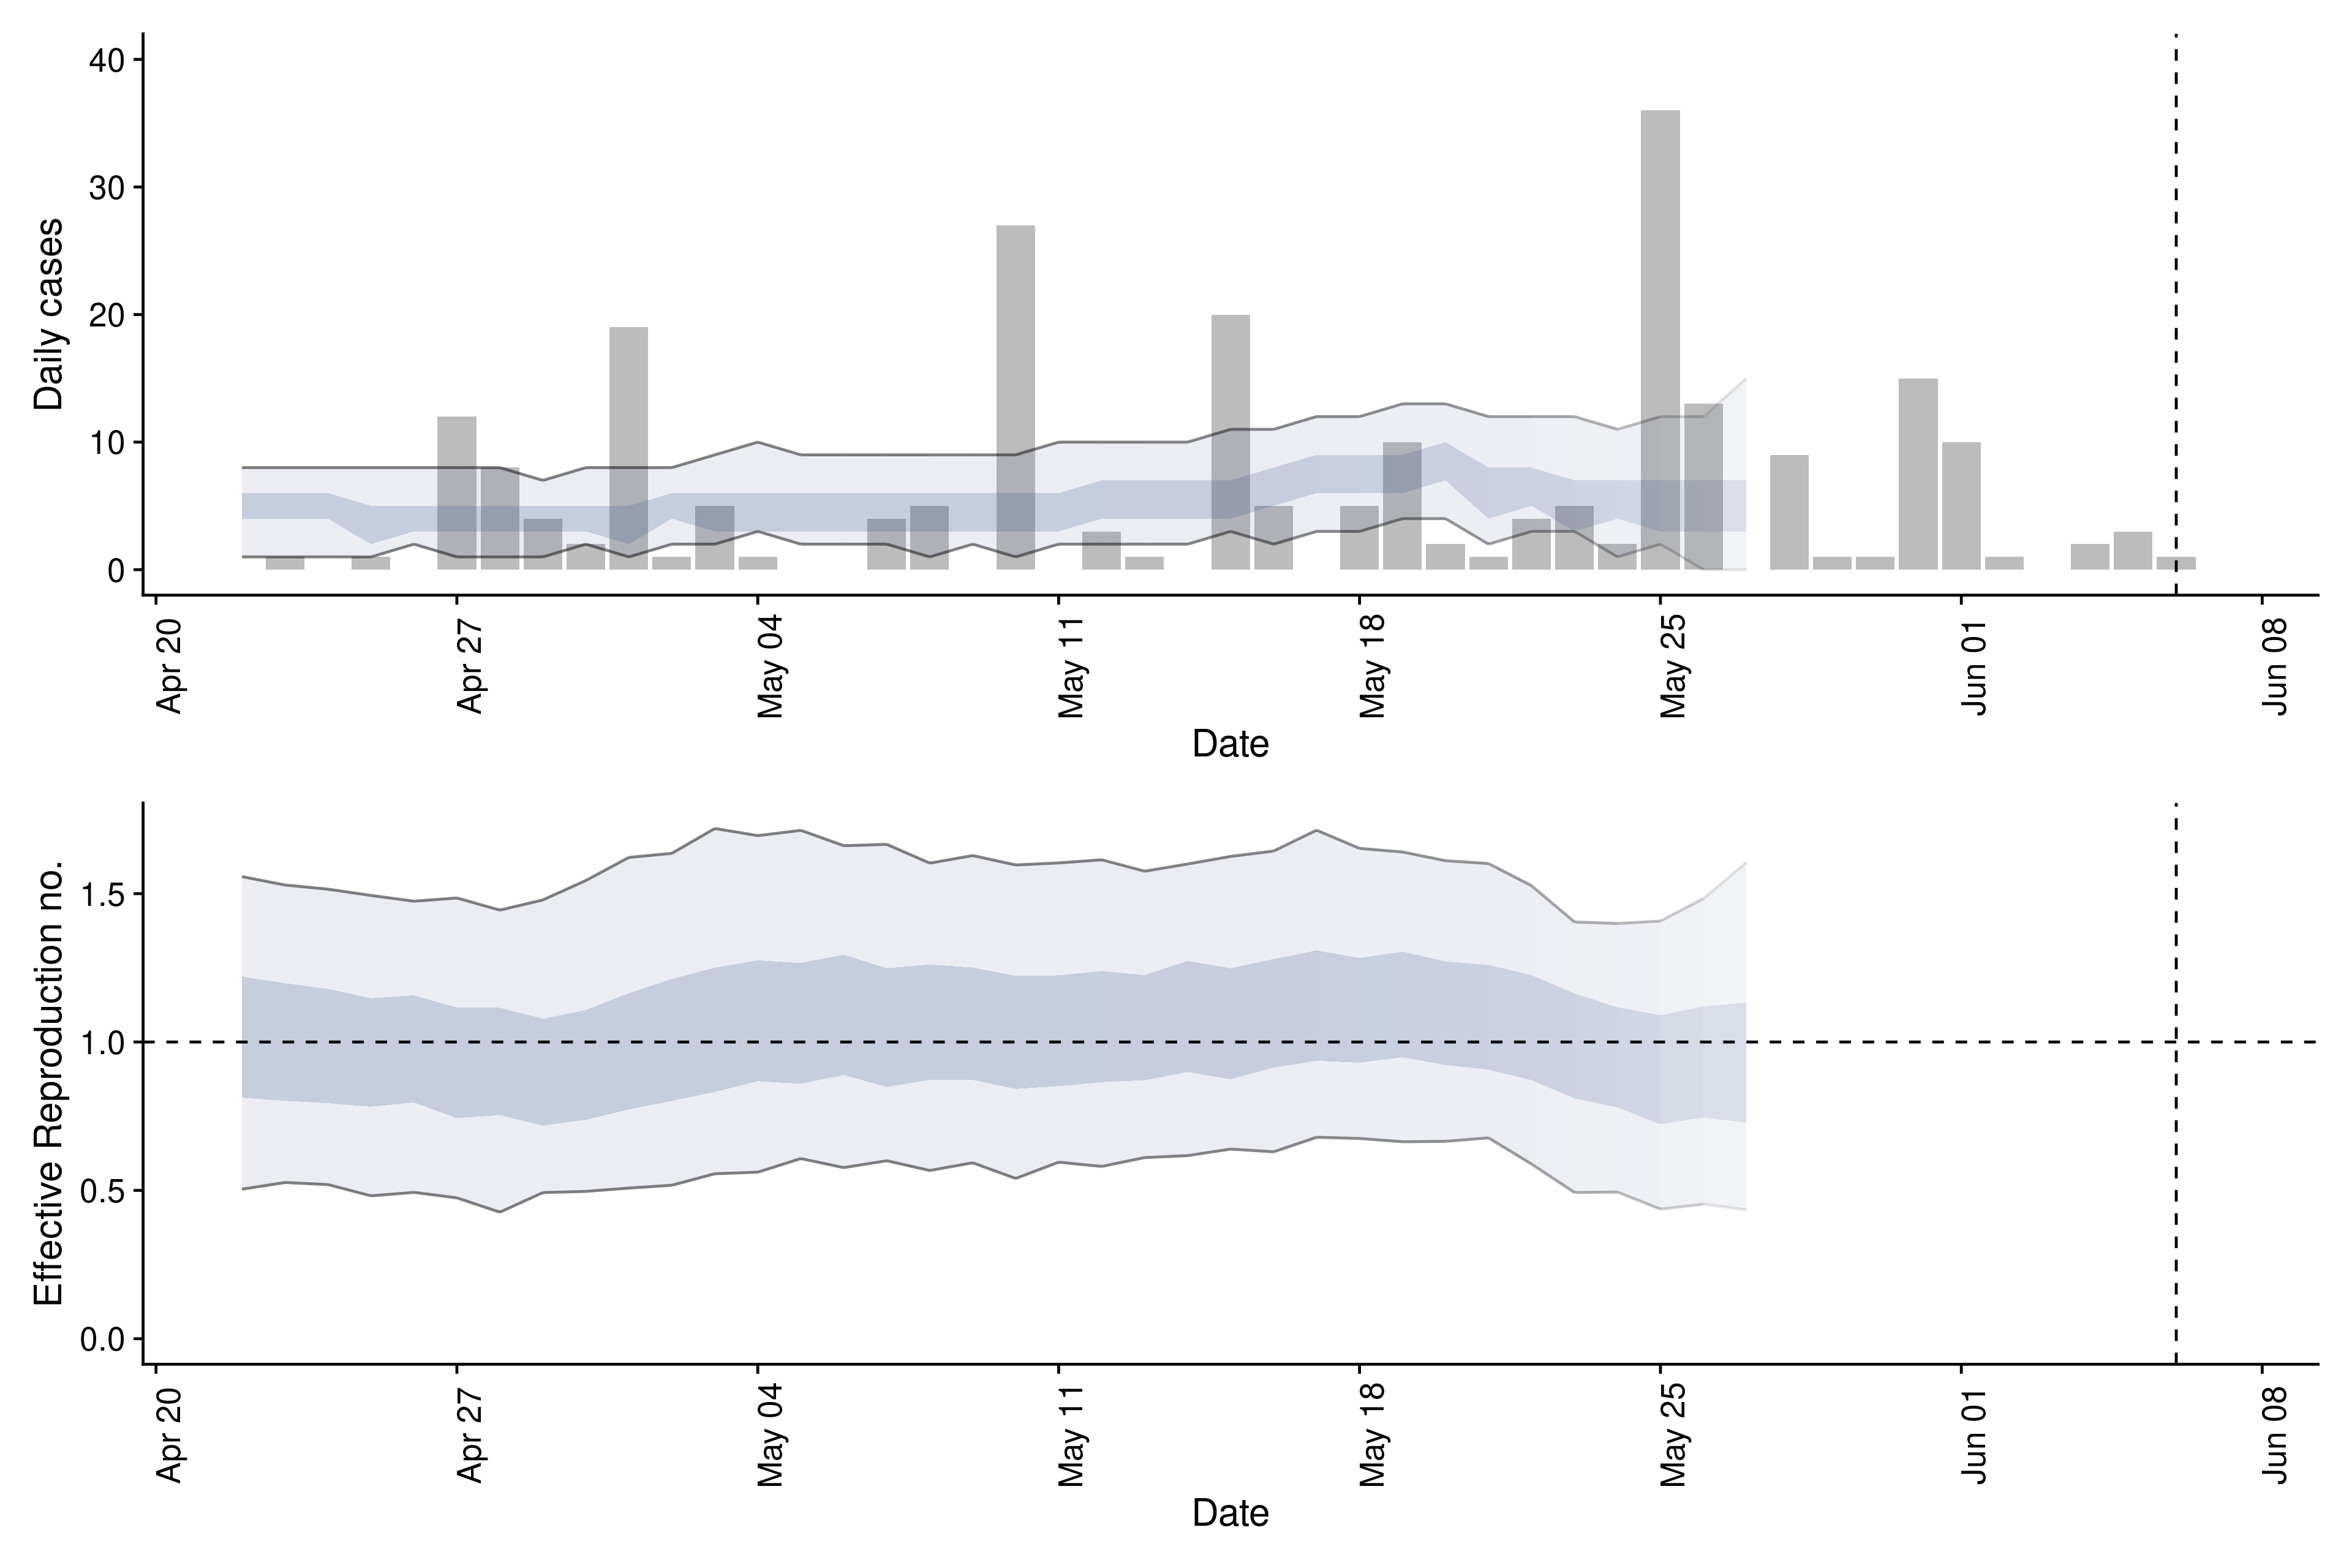 Daily cases
40
30
20
10
0
Apr 20
Apr 27
May 04
May 11
May 18
May 25
Jun 01
Jun 08
Date
Effective Reproduction no.
1.5
1.0
0.5
0.0
Apr 20
Apr 27
May 04
May 11
May 18
May 25
Jun 01
Jun 08
Date